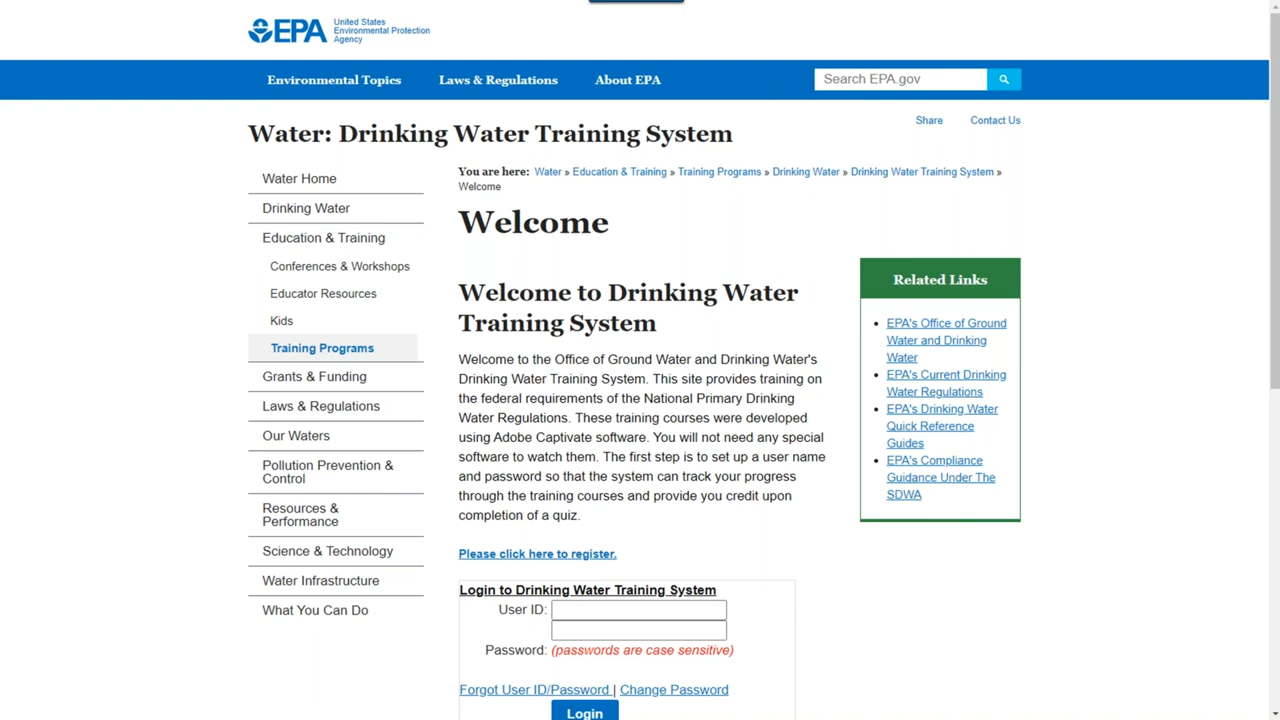 EPA
United States
Environmental Protection
Agency
Environmental Topics
Laws & Regulations
About EPA
Search EPA.gov
Share
Contact Us
Water: Drinking Water Training System
Water Home
Drinking Water
Education & Training
Conferences & Workshops
Educator Resources
Kids
Training Programs
Grants & Funding
Laws & Regulations
Our Waters
Pollution Prevention &
Control
Resources &
Performance
Science & Technology
Water Infrastructure
What You Can Do
You are here: Water » Education & Training » Training Programs » Drinking Water » Drinking Water Training System »
Welcome
Welcome
Welcome to Drinking Water
Training System
Welcome to the Office of Ground Water and Drinking Water's
Drinking Water Training System. This site provides training on
the federal requirements of the National Primary Drinking
Water Regulations. These training courses were developed
using Adobe Captivate software. You will not need any special
software to watch them. The first step is to set up a user name
and password so that the system can track your progress
through the training courses and provide you credit upon
completion of a quiz.
Please click here to register.
Login to Drinking Water Training System
User ID:
Password: (passwords are case sensitive)
Forgot User ID/Password | Change Password
Login
Related Links
EPA's Office of Ground
Water and Drinking
Water
EPA's Current Drinking
Water Regulations
EPA's Drinking Water
Quick Reference
Guides
EPA's Compliance
Guidance Under The
SDWA